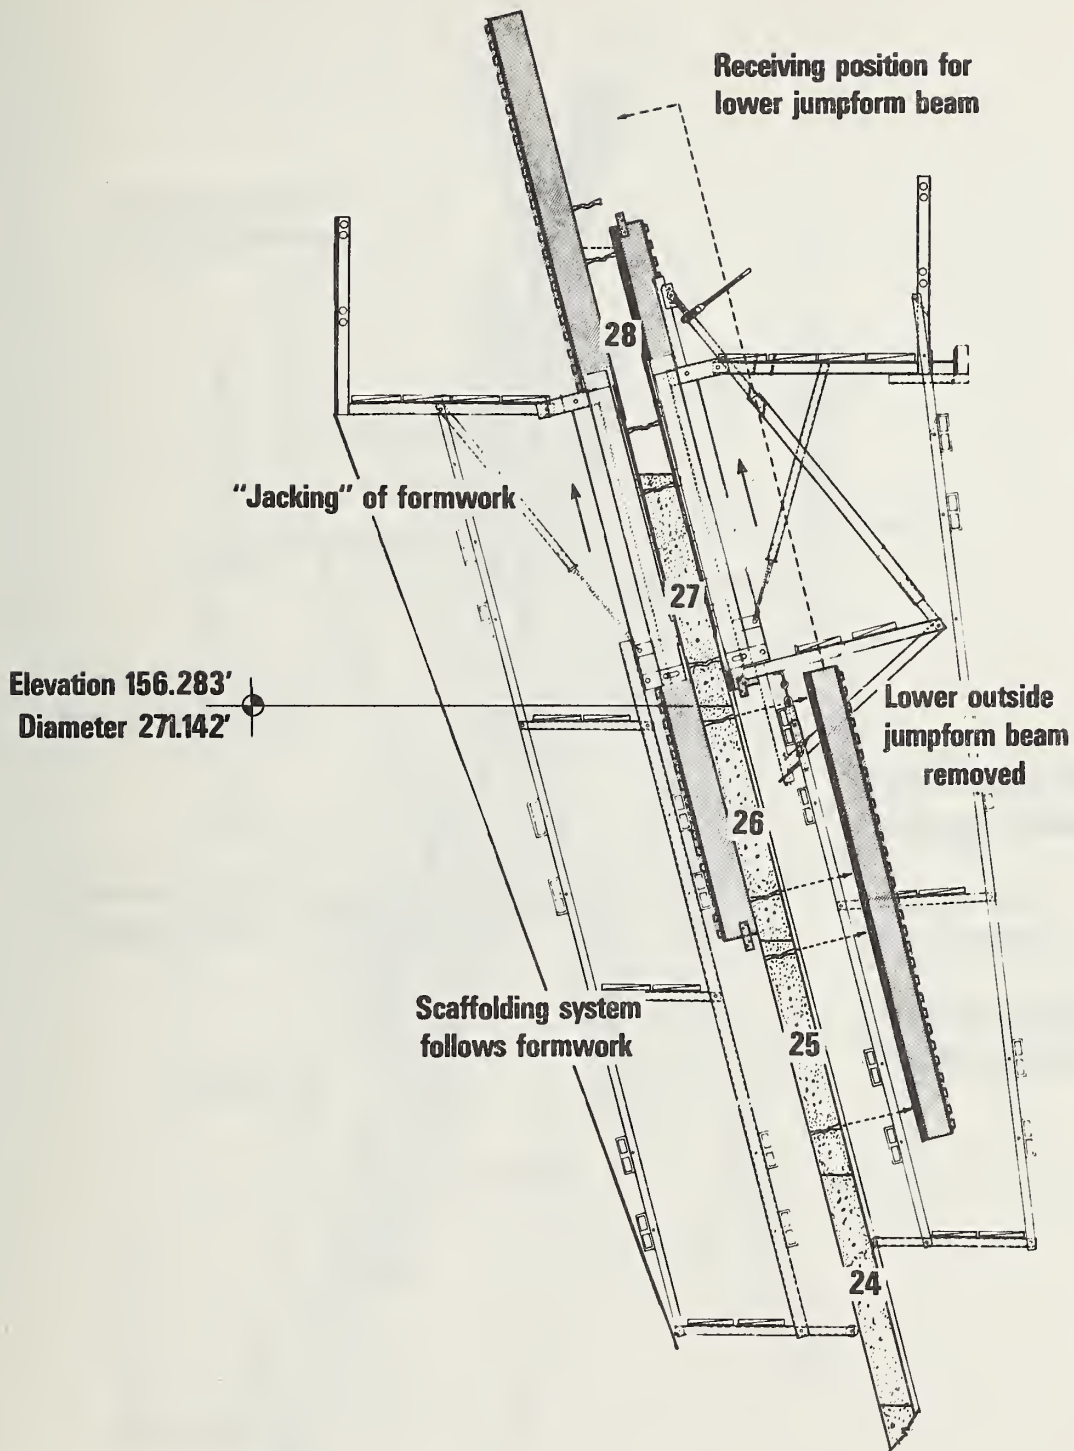 Receiving position for
lower jumpform beam
28
"Jacking" of formwork
27
Elevation 156.283'
Diameter 271.142'
Lower outside
jumpform beam
removed
26
Scaffolding system
follows formwork
25
24